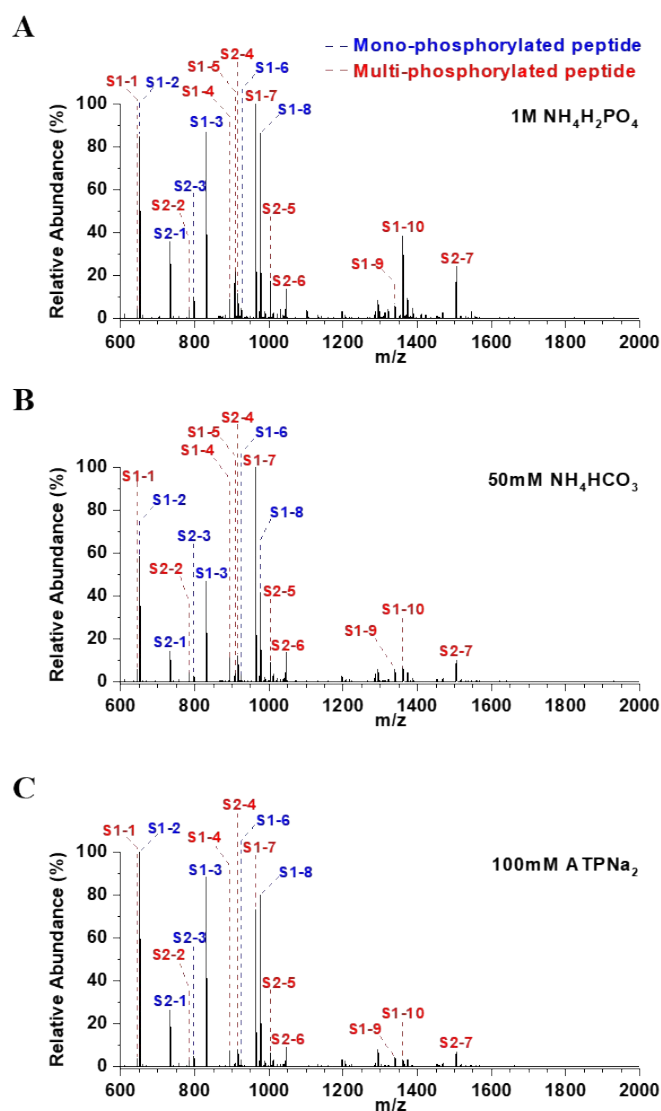 A
Mono-phosphorylated peptide
Multi-phosphorylated peptide
1M NH₄H₂PO₄
S2-4
S1-5
S1-6
S1-1
S1-2
S1-4
S1-7
S1-8
S1-3
S2-3
S2-2
S2-5
S2-1
S1-10
S1-9
S2-7
S2-6
Relative Abundance (%)
100
80
60
40
20
0
600 800 1000 1200 1400 1600 1800 2000
m/z
B
50mM NH₄HCO₃
S2-4
S1-5
S1-6
S1-4
S1-7
S1-1
S1-2
S1-8
S2-3
S2-2
S1-3
S2-5
S1-10
S1-9
S2-1
S2-6
S2-7
Relative Abundance (%)
100
80
60
40
20
0
600 800 1000 1200 1400 1600 1800 2000
m/z
C
100mM ATPNa₂
S2-4
S1-6
S1-1
S1-2
S1-4
S1-7
S1-3
S1-8
S2-3
S2-2
S2-5
S2-1
S1-10
S1-9
S2-6
S2-7
Relative Abundance (%)
100
80
60
40
20
0
600 800 1000 1200 1400 1600 1800 2000
m/z